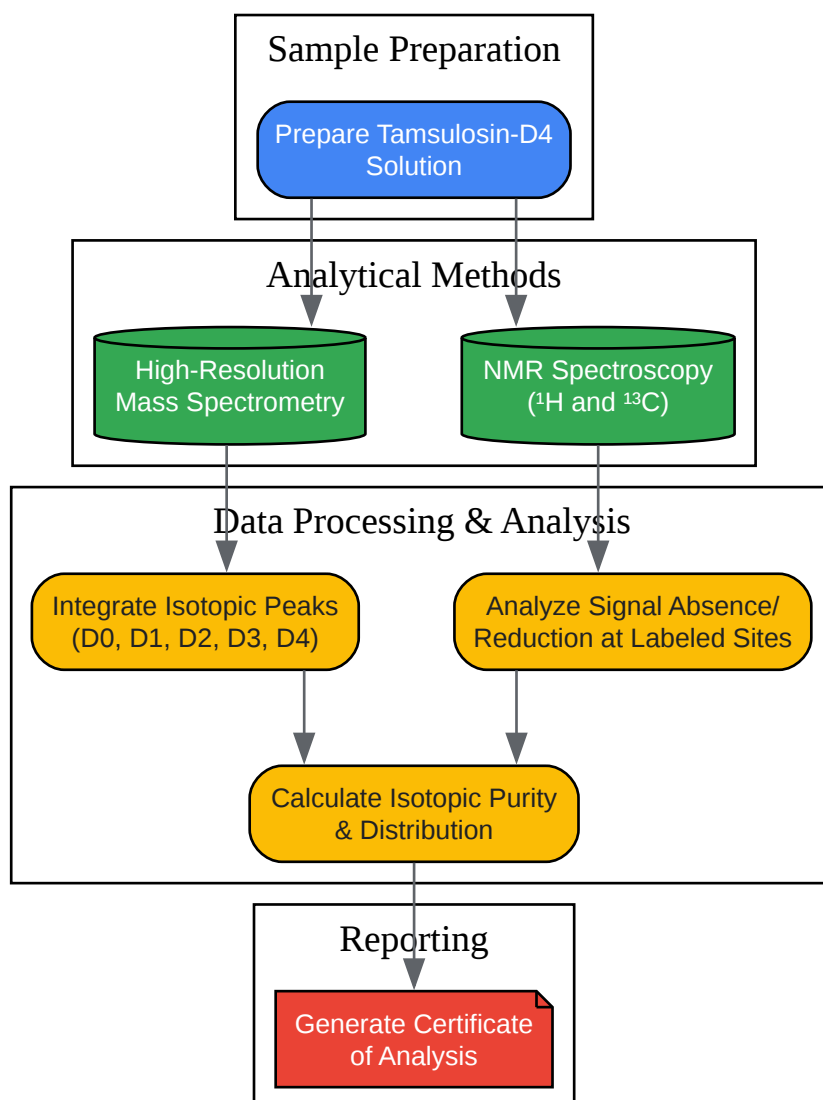 Sample Preparation
Prepare Tamsulosin-D4
Solution
Analytical Methods
High-Resolution
Mass Spectrometry
NMR Spectroscopy
(¹H and ¹³C)
Data Processing & Analysis
Integrate Isotopic Peaks
(D0, D1, D2, D3, D4)
Analyze Signal Absence/
Reduction at Labeled Sites
Calculate Isotopic Purity
& Distribution
Reporting
Generate Certificate
of Analysis